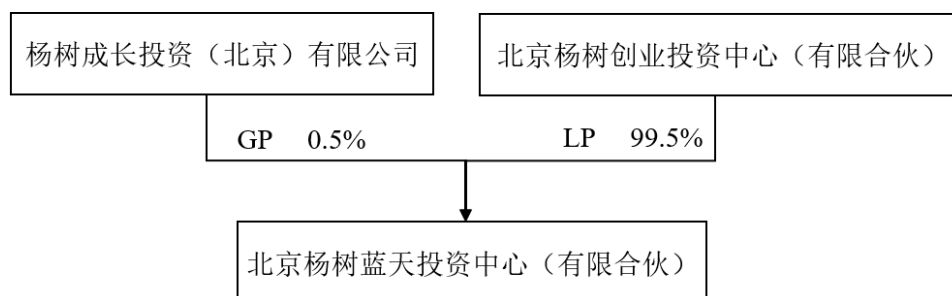 杨树成长投资（北京）有限公司
北京杨树创业投资中心（有限合伙）
GP 0.5%
LP 99.5%
北京杨树蓝天投资中心（有限合伙）